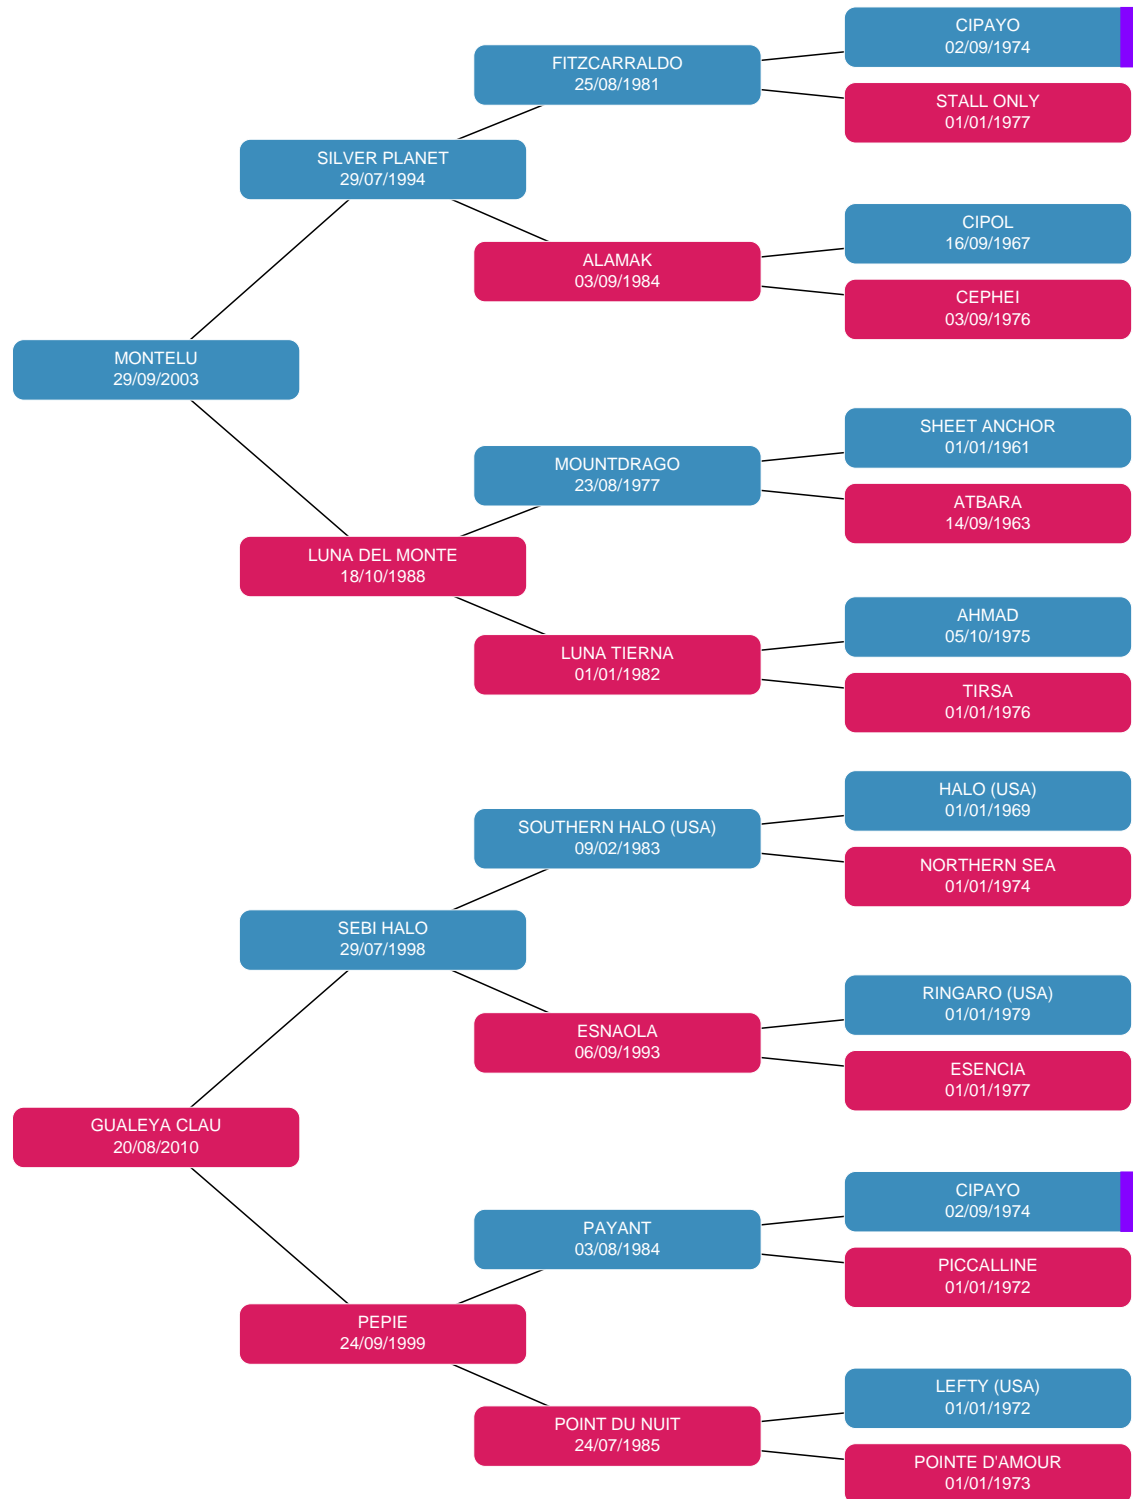 CIPAYO
02/09/1974
FITZCARRALDO
25/08/1981
STALL ONLY
01/01/1977
SILVER PLANET
29/07/1994
CIPOL
16/09/1967
ALAMAK
03/09/1984
CEPHEI
03/09/1976
MONTELU
29/09/2003
SHEET ANCHOR
01/01/1961
MOUNTDRAGO
23/08/1977
ATBARA
14/09/1963
LUNA DEL MONTE
18/10/1988
AHMAD
05/10/1975
LUNA TIERNA
01/01/1982
TIRSA
01/01/1976
HALO (USA)
01/01/1969
SOUTHERN HALO (USA)
09/02/1983
NORTHERN SEA
01/01/1974
SEBI HALO
29/07/1998
RINGARO (USA)
01/01/1979
ESNAOLA
06/09/1993
ESENCIA
01/01/1977
GUALEYA CLAU
20/08/2010
CIPAYO
02/09/1974
PAYANT
03/08/1984
PICCALLINE
01/01/1972
PEPIE
24/09/1999
LEFTY (USA)
01/01/1972
POINT DU NUIT
24/07/1985
POINTE D'AMOUR
01/01/1973